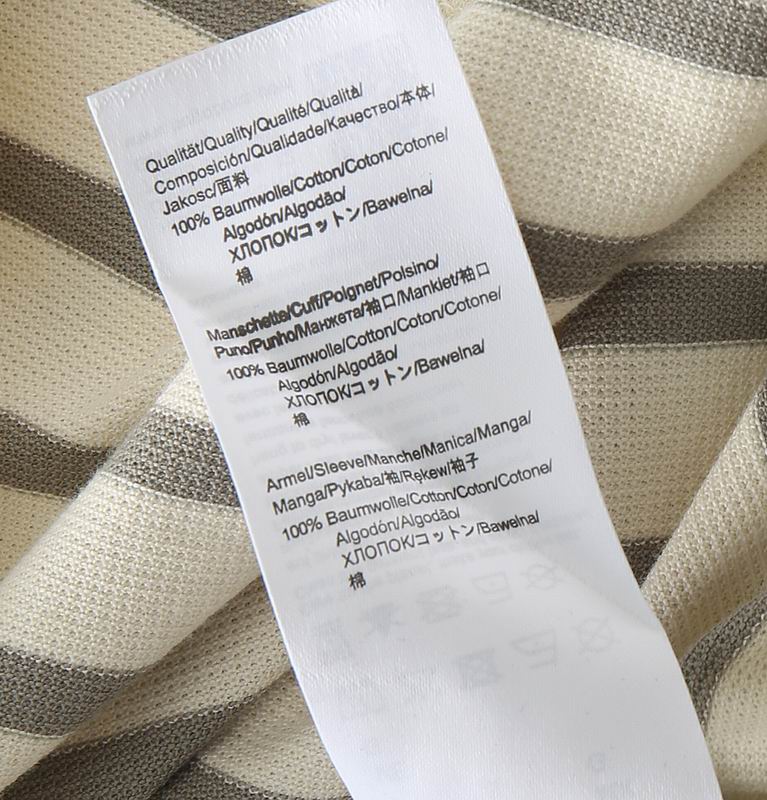 Qualität/Quality/Qualité/Qualità/
Composición/Qualidade/Качество/本体/
Jakosc/面料
100% Baumwolle/Cotton/Coton/Cotone/
Algodón/Algodão/
ХЛОПОК/コットン/Bawełna/
棉
Manschette/Cuff/Poignet/Polsino/
Puno/Punho/Манжета/袖口/Mankiet/袖口
100% Baumwolle/Cotton/Coton/Cotone/
Algodón/Algodão/
ХЛОПОК/コットン/Bawełna/
棉
Armel/Sleeve/Manche/Manica/Manga/
Manga/Рукава/袖/Rękew/袖子
100% Baumwolle/Cotton/Coton/Cotone/
Algodón/Algodão/
ХЛОПОК/コットン/Bawełna/
棉